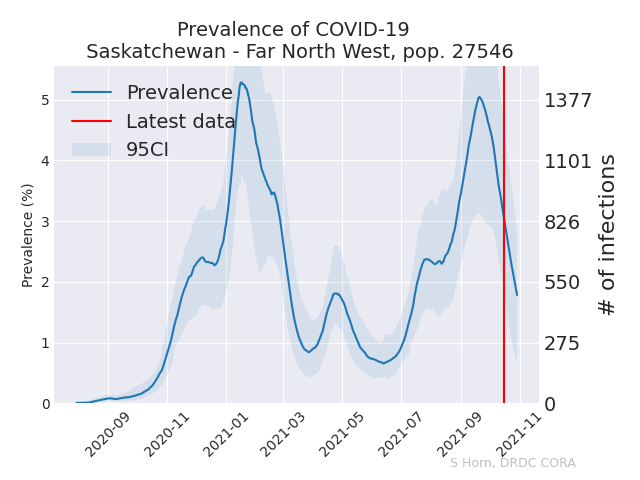 Prevalence of COVID-19
Saskatchewan - Far North West, pop. 27546
Prevalence
Latest data
95CI
Prevalence (%)
5
4
3
2
1
0
1377
1101
826
550
275
0
# of infections
2020-09
2020-11
2021-01
2021-03
2021-05
2021-07
2021-09
2021-11
S Horn, DRDC CORA